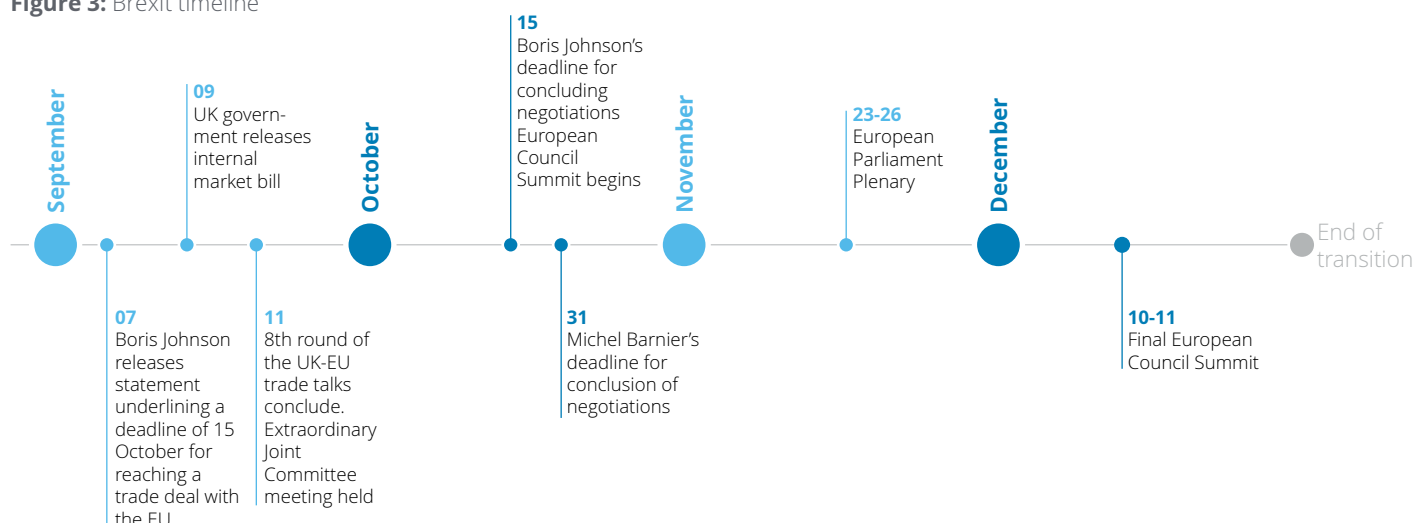 Figure 3: Brexit timeline
September
07
Boris Johnson
releases
statement
underlining a
deadline of 15
October for
reaching a
trade deal with
the EU
09
UK govern-
ment releases
internal
market bill
11
8th round of
the UK-EU
trade talks
conclude.
Extraordinary
Joint
Committee
meeting held
October
15
Boris Johnson’s
deadline for
concluding
negotiations
European
Council
Summit begins
31
Michel Barnier’s
deadline for
conclusion of
negotiations
November
23-26
European
Parliament
Plenary
December
10-11
Final European
Council Summit
End of
transition